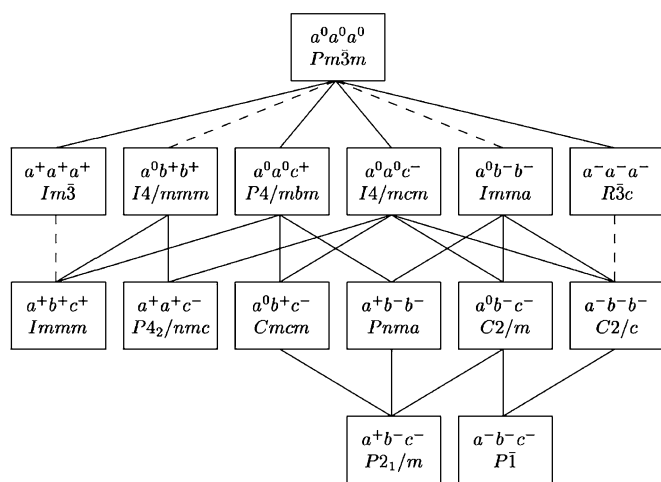 a⁰a⁰a⁰
Pm3̄m
a⁺a⁺a⁺
Im3̄
a⁰b⁺b⁺
I4/mmm
a⁰a⁰c⁺
P4/mbm
a⁰a⁰c⁻
I4/mcm
a⁰b⁻b⁻
Imma
a⁻a⁻a⁻
R3̄c
a⁺b⁺c⁺
Immm
a⁺a⁺c⁻
P4₂/nmc
a⁰b⁺c⁻
Cmcm
a⁺b⁻b⁻
Pnma
a⁰b⁻c⁻
C2/m
a⁻b⁻b⁻
C2/c
a⁺b⁻c⁻
P2₁/m
a⁻b⁻c⁻
P1̄